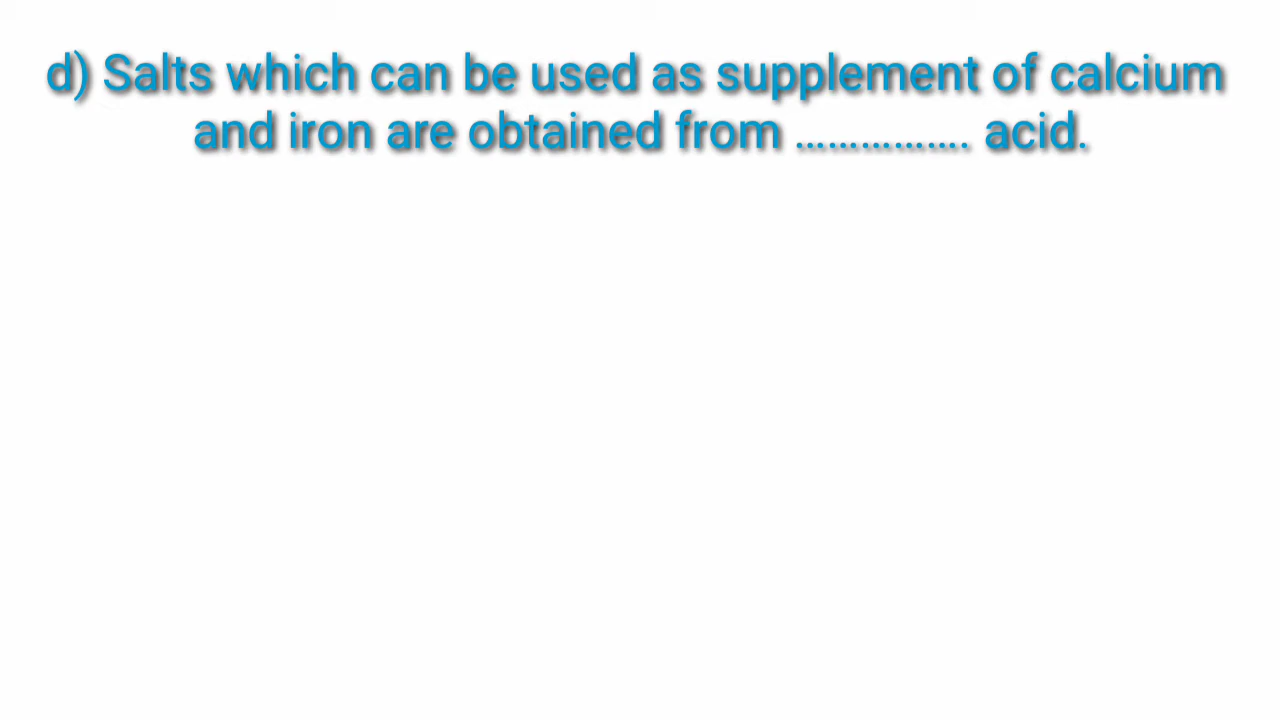 d) Salts which can be used as supplement of calcium
and iron are obtained from ................ acid.